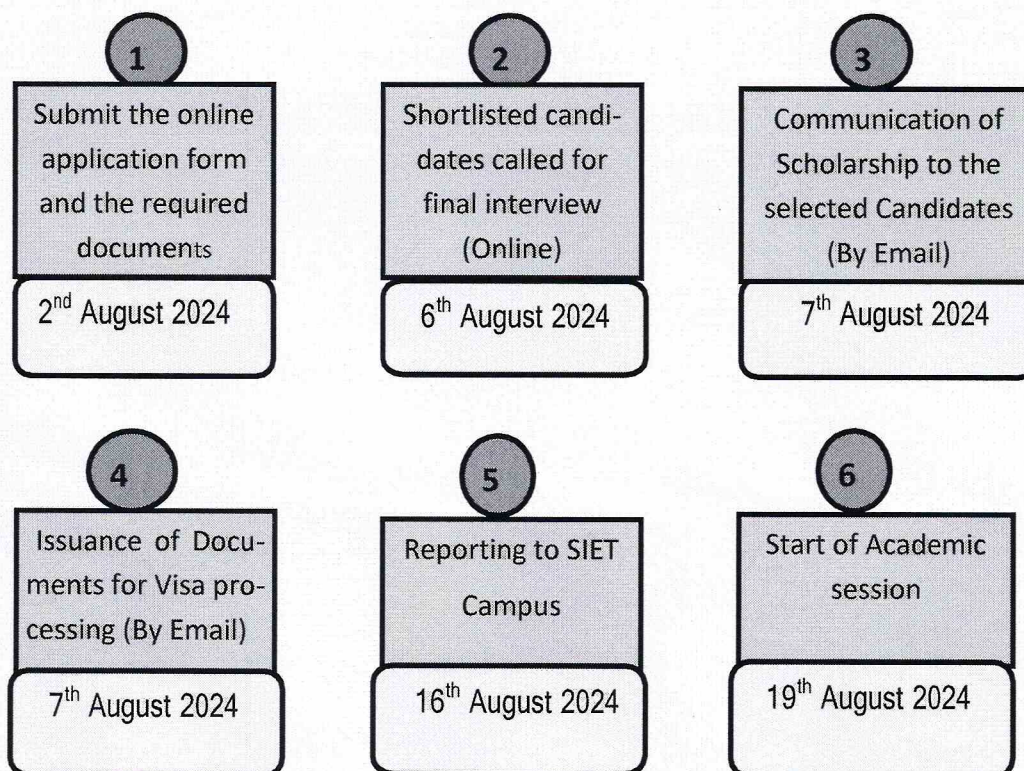 1
Submit the online
application form
and the required
documents
2nd August 2024
2
Shortlisted candi-
dates called for
final interview
(Online)
6th August 2024
3
Communication of
Scholarship to the
selected Candidates
(By Email)
7th August 2024
4
Issuance of Docu-
ments for Visa pro-
cessing (By Email)
7th August 2024
5
Reporting to SIET
Campus
16th August 2024
6
Start of Academic
session
19th August 2024